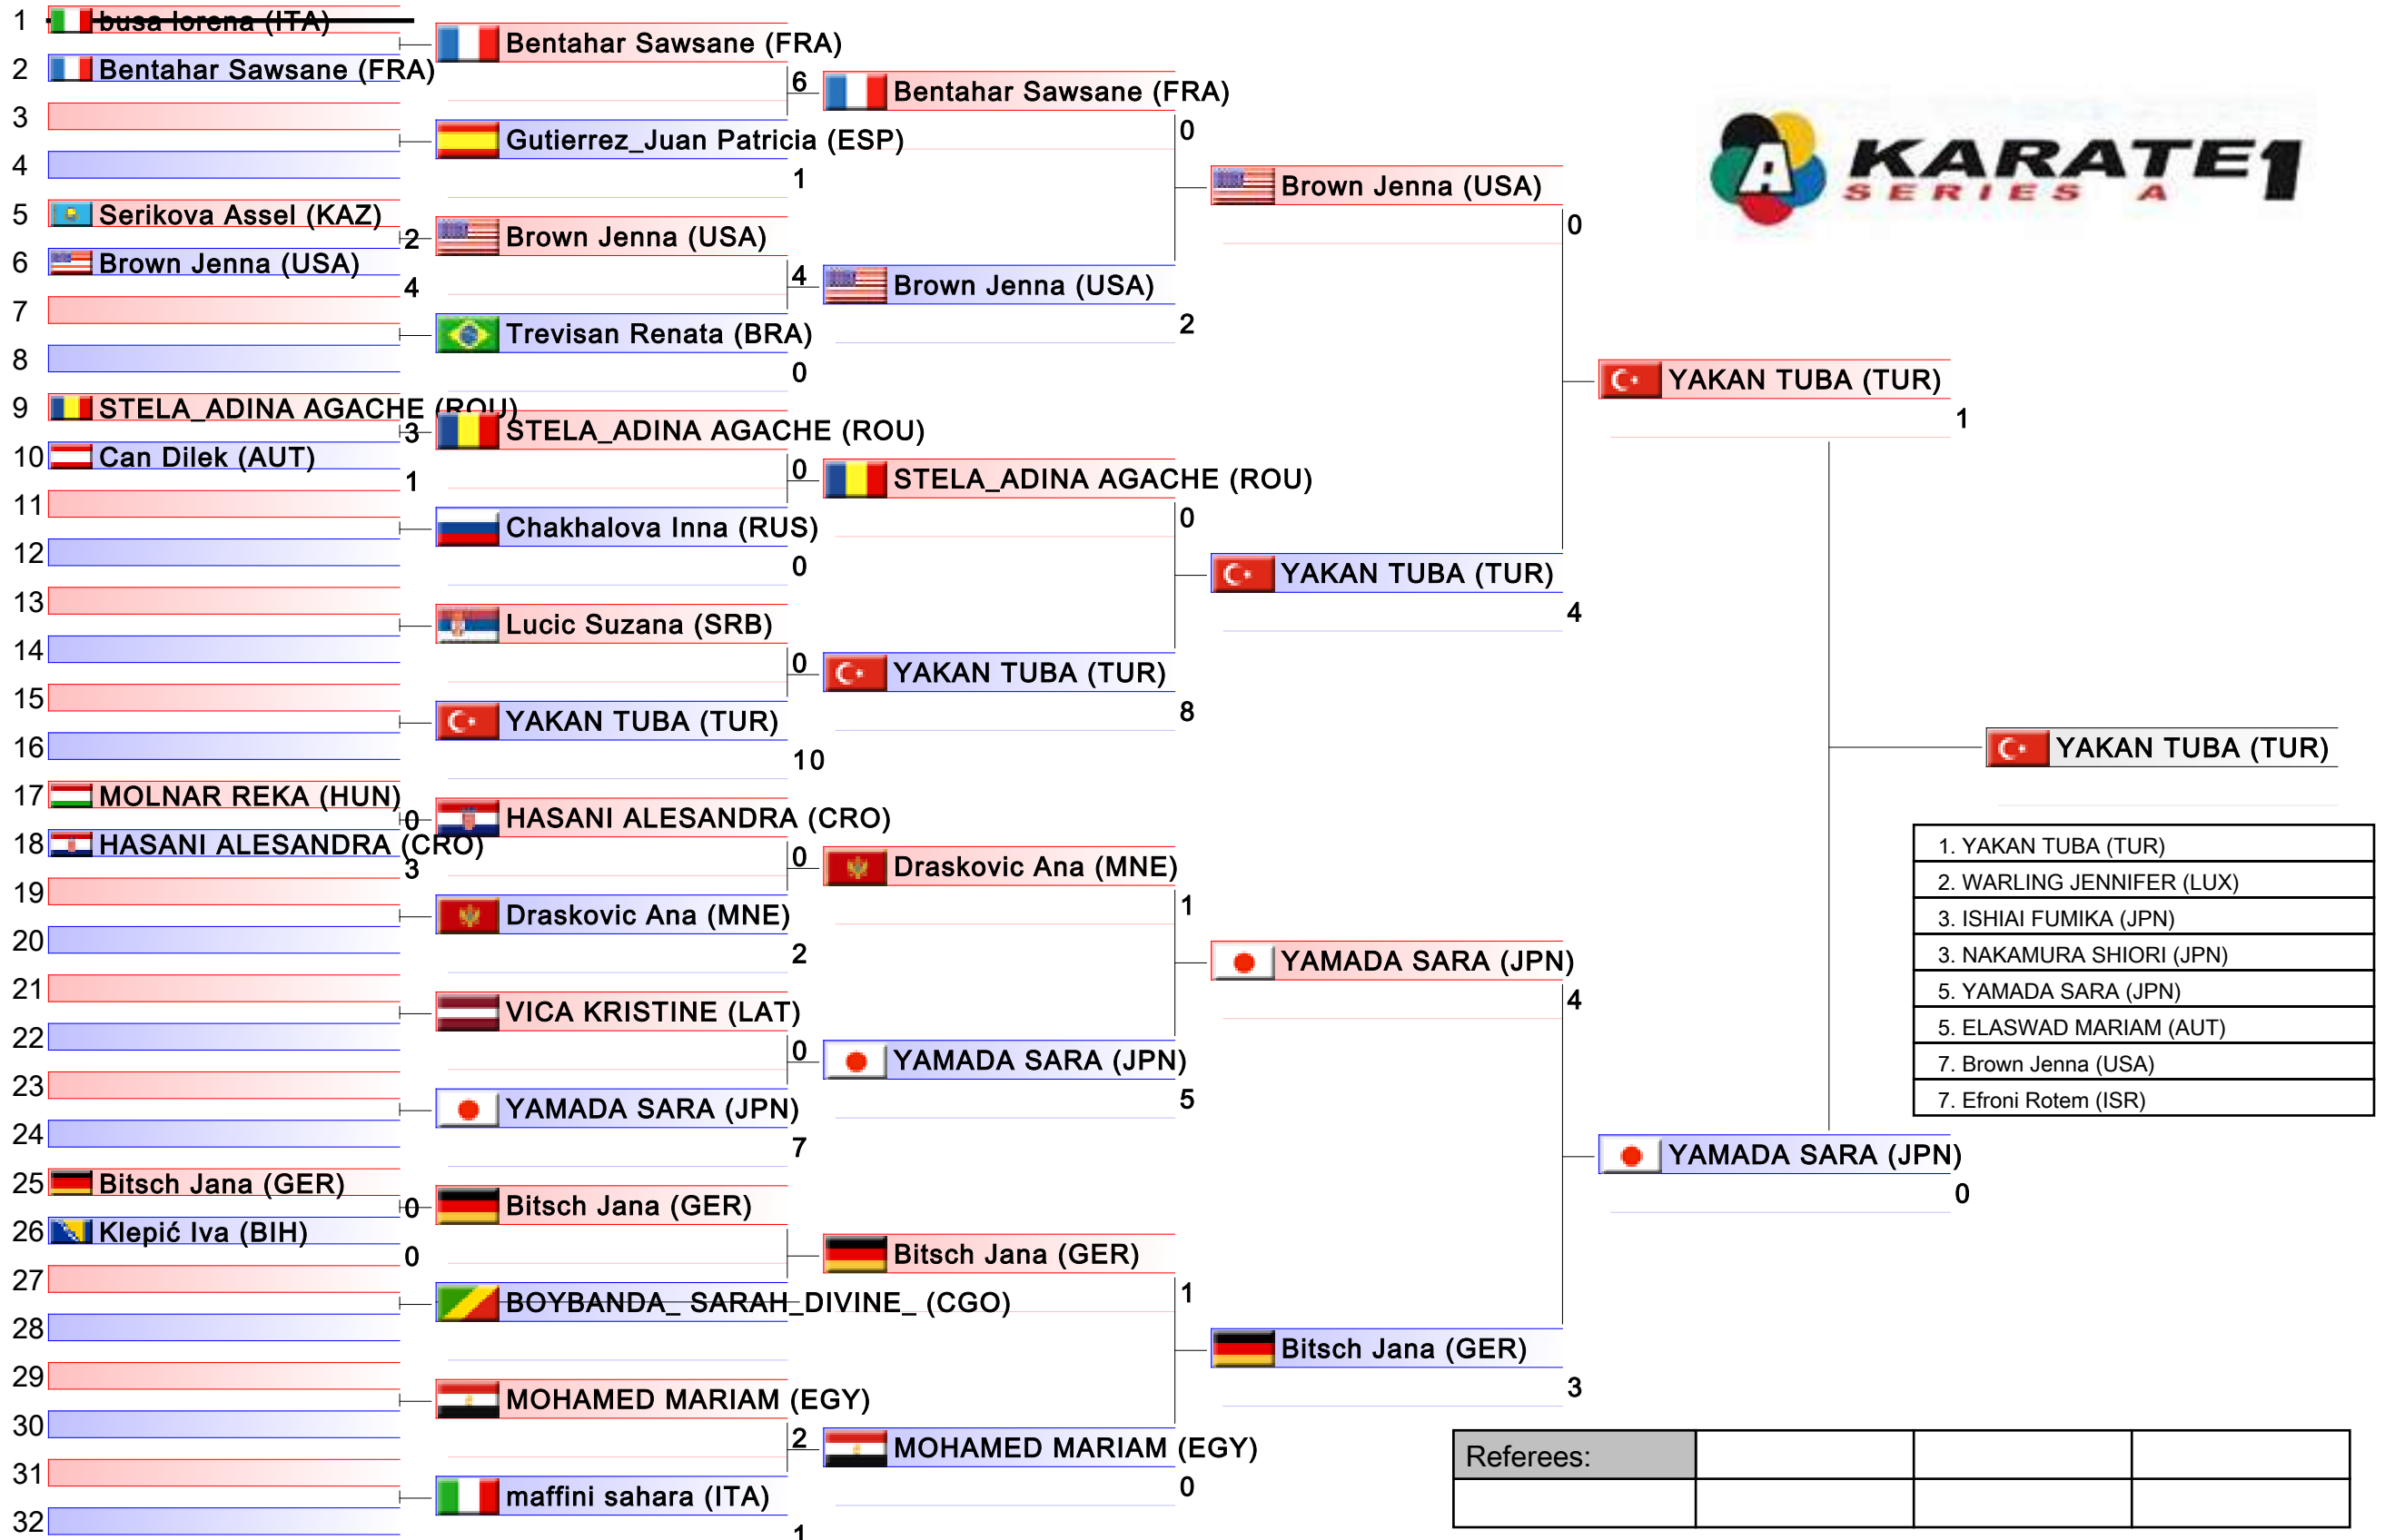 1 busa lorena (ITA)
2 Bentahar Sawsane (FRA)
3
4
5 Serikova Assel (KAZ) 2
6 Brown Jenna (USA) 4
7
8
9 STELA_ADINA AGACHE (ROU) 3
10 Can Dilek (AUT) 1
11
12
13
14
15
16
17 MOLNAR REKA (HUN) 0
18 HASANI ALESANDRA (CRO) 3
19
20
21
22
23
24
25 Bitsch Jana (GER) 0
26 Klepić Iva (BIH) 0
27
28
29
30
31
32
Bentahar Sawsane (FRA) 6
Gutierrez_Juan Patricia (ESP) 1
Brown Jenna (USA) 4
Trevisan Renata (BRA) 0
STELA_ADINA AGACHE (ROU) 0
Chakhalova Inna (RUS) 0
Lucic Suzana (SRB) 0
YAKAN TUBA (TUR) 10
HASANI ALESANDRA (CRO) 0
Draskovic Ana (MNE) 2
VICA KRISTINE (LAT) 0
YAMADA SARA (JPN) 7
Bitsch Jana (GER)
BOYBANDA_ SARAH_DIVINE_ (CGO)
MOHAMED MARIAM (EGY) 2
maffini sahara (ITA) 1
Bentahar Sawsane (FRA) 0
Brown Jenna (USA) 2
STELA_ADINA AGACHE (ROU) 0
YAKAN TUBA (TUR) 8
Draskovic Ana (MNE) 1
YAMADA SARA (JPN) 5
Bitsch Jana (GER) 1
MOHAMED MARIAM (EGY) 0
Brown Jenna (USA) 0
YAKAN TUBA (TUR) 4
YAMADA SARA (JPN) 4
Bitsch Jana (GER) 3
YAKAN TUBA (TUR) 1
YAMADA SARA (JPN) 0
YAKAN TUBA (TUR)
A KARATE1
SERIES A
1. YAKAN TUBA (TUR)
2. WARLING JENNIFER (LUX)
3. ISHIAI FUMIKA (JPN)
3. NAKAMURA SHIORI (JPN)
5. YAMADA SARA (JPN)
5. ELASWAD MARIAM (AUT)
7. Brown Jenna (USA)
7. Efroni Rotem (ISR)
Referees: